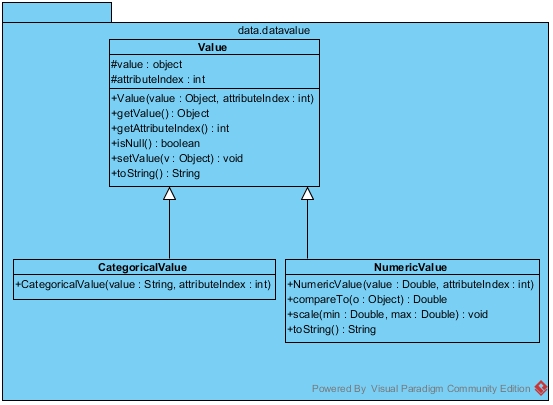 data.datavalue
Value
#value : object
#attributeIndex : int
+Value(value : Object, attributeIndex : int)
+getValue() : Object
+getAttributeIndex() : int
+isNull() : boolean
+setValue(v : Object) : void
+toString() : String
CategoricalValue
+CategoricalValue(value : String, attributeIndex : int)
NumericValue
+NumericValue(value : Double, attributeIndex : int)
+compareTo(o : Object) : Double
+scale(min : Double, max : Double) : void
+toString() : String
Powered By Visual Paradigm Community Edition